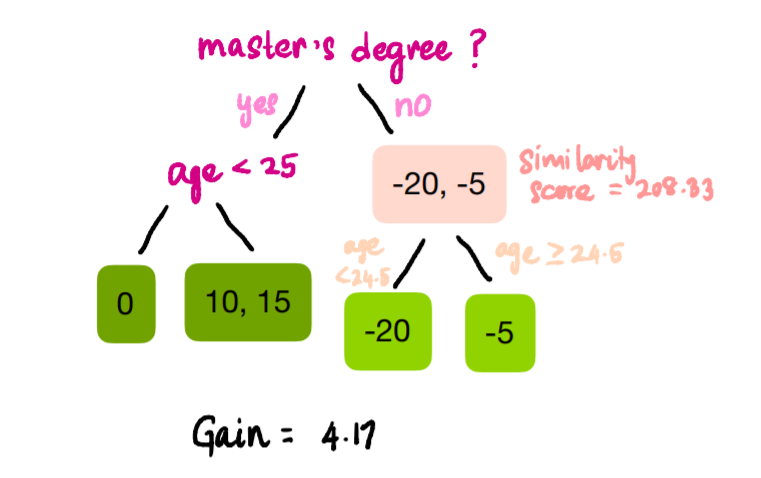 master's degree ?
yes
no
age < 25
-20, -5
similarity
score = 208.33
age
<24.5
age ≥ 24.5
0
10, 15
-20
-5
Gain = 4.17